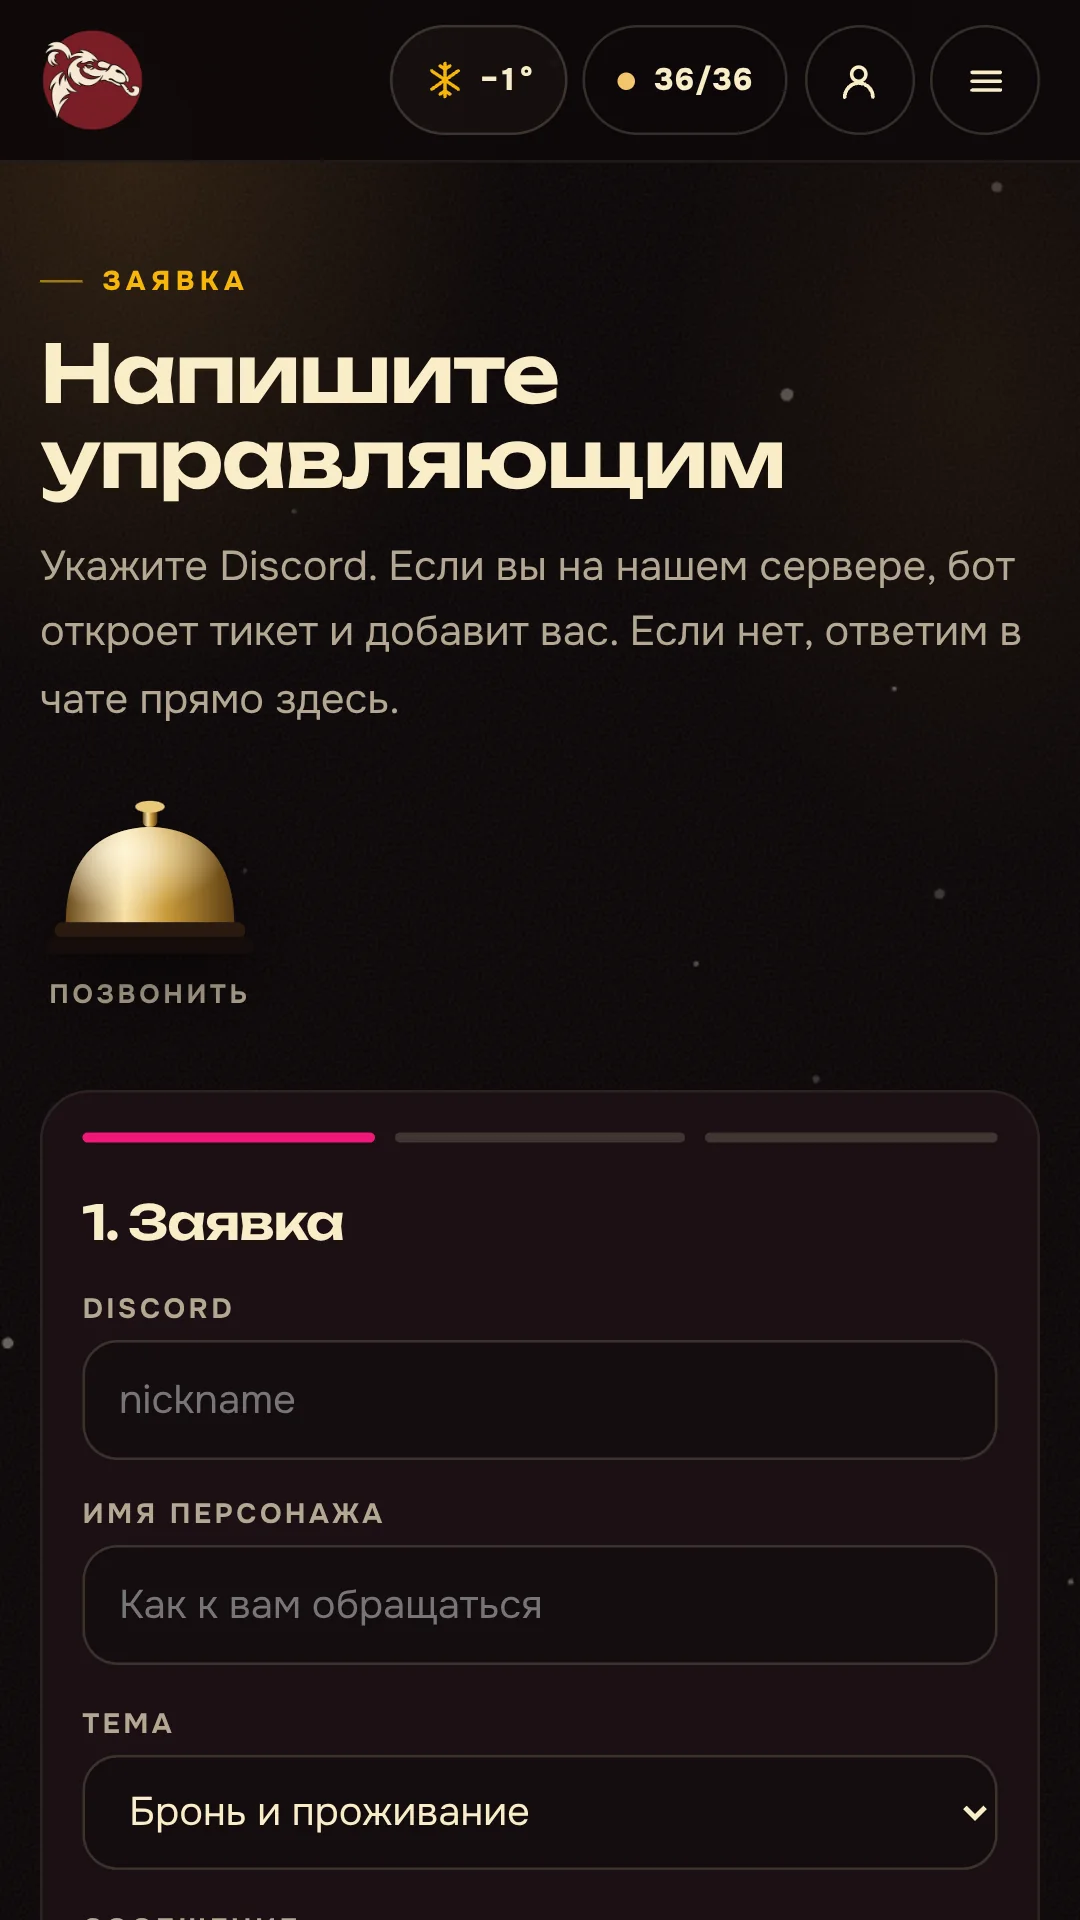 -1°
36/36
ЗАЯВКА
Напишите
управляющим
Укажите Discord. Если вы на нашем сервере, бот
откроет тикет и добавит вас. Если нет, ответим в
чате прямо здесь.
ПОЗВОНИТЬ
1. Заявка
DISCORD
nickname
ИМЯ ПЕРСОНАЖА
Как к вам обращаться
ТЕМА
Бронь и проживание